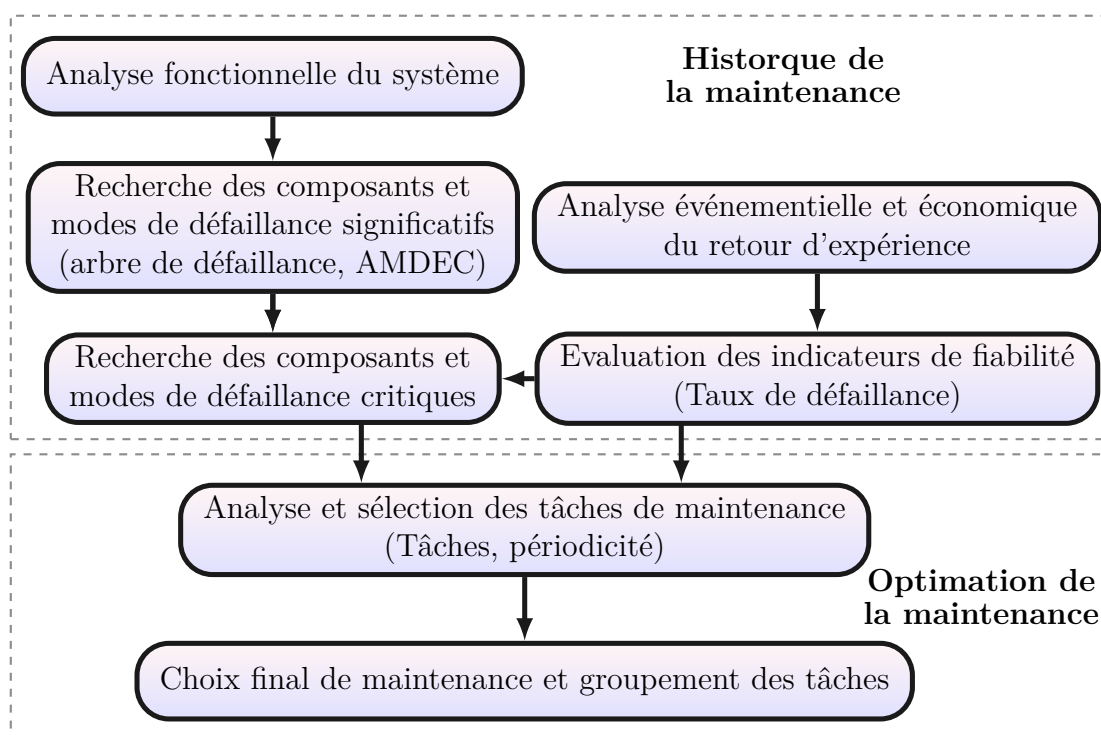 Analyse fonctionnelle du système
Historque de
la maintenance
Recherche des composants et
modes de défaillance significatifs
(arbre de défaillance, AMDEC)
Analyse événementielle et économique
du retour d'expérience
Recherche des composants et
modes de défaillance critiques
Evaluation des indicateurs de fiabilité
(Taux de défaillance)
Analyse et sélection des tâches de maintenance
(Tâches, périodicité)
Optimation de
la maintenance
Choix final de maintenance et groupement des tâches